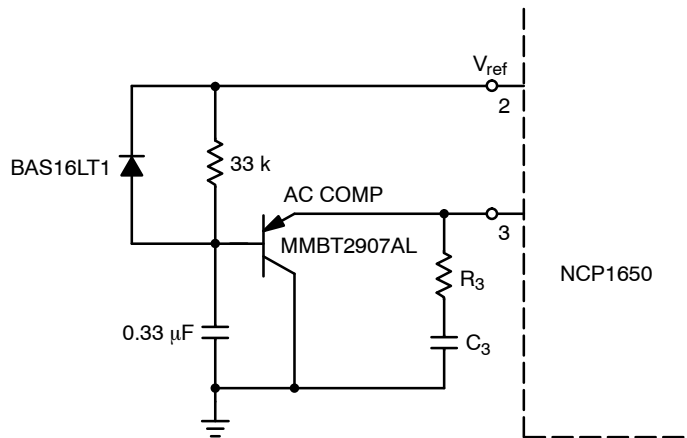 V_ref
2
BAS16LT1
33 k
AC COMP
3
MMBT2907AL
R_3
NCP1650
0.33 μF
C_3